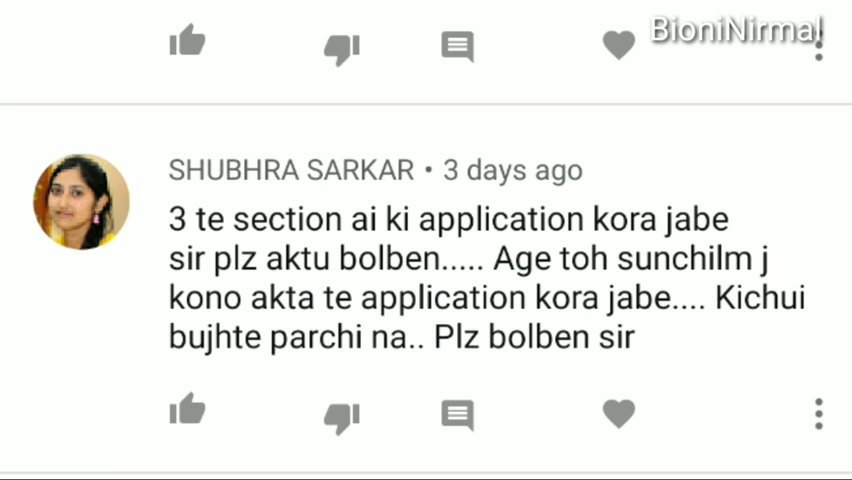 BioniNirmal
SHUBHRA SARKAR • 3 days ago
3 te section ai ki application kora jabe
sir plz aktu bolben..... Age toh sunchilm j
kono akta te application kora jabe.... Kichui
bujhte parchi na.. Plz bolben sir